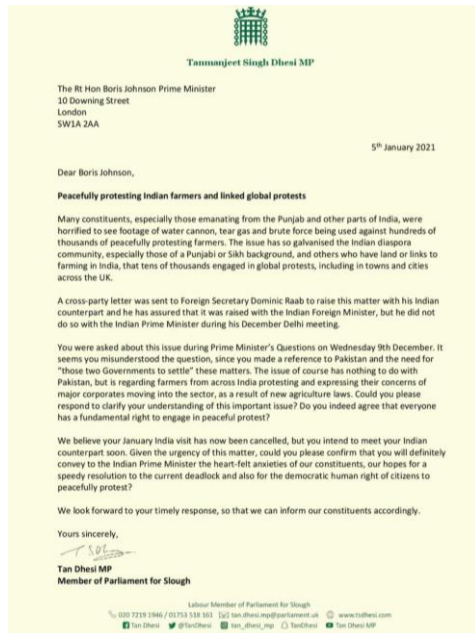 Tanmanjeet Singh Dhesi MP
The Rt Hon Boris Johnson Prime Minister
10 Downing Street
London
SW1A 2AA
5th January 2021
Dear Boris Johnson,
Peacefully protesting Indian farmers and linked global protests
Many constituents, especially those emanating from the Punjab and other parts of India, were
horrified to see footage of water cannon, tear gas and brute force being used against hundreds of
thousands of peacefully protesting farmers. The issue has so galvanised the Indian diaspora
community, especially those of a Punjabi or Sikh background, and others who have land or links to
farming in India, that tens of thousands engaged in global protests, including in towns and cities
across the UK.
A cross-party letter was sent to Foreign Secretary Dominic Raab to raise this matter with his Indian
counterpart and he has assured that it was raised with the Indian Foreign Minister, but he did not
do so with the Indian Prime Minister during his December Delhi meeting.
You were asked about this issue during Prime Minister's Questions on Wednesday 9th December. It
seems you misunderstood the question, since you made a reference to Pakistan and the need for
"those two Governments to settle" these matters. The issue of course has nothing to do with
Pakistan, but is regarding farmers from across India protesting and expressing their concerns of
major corporates moving into the sector, as a result of new agriculture laws. Could you please
respond to clarify your understanding of this important issue? Do you indeed agree that everyone
has a fundamental right to engage in peaceful protest?
We believe your January India visit has now been cancelled, but you intend to meet your Indian
counterpart soon. Given the urgency of this matter, could you please confirm that you will definitely
convey to the Indian Prime Minister the heart-felt anxieties of our constituents, our hopes for a
speedy resolution to the current deadlock and also for the democratic human right of citizens to
peacefully protest?
We look forward to your timely response, so that we can inform our constituents accordingly.
Yours sincerely,
Tan Dhesi MP
Member of Parliament for Slough
Labour Member of Parliament for Slough
020 7219 1946 / 01753 518 161 tan.dhesi.mp@parliament.uk www.tsdhesi.com
Tan Dhesi @TanDhesi tan_dhesi_mp TanDhesi Tan Dhesi MP